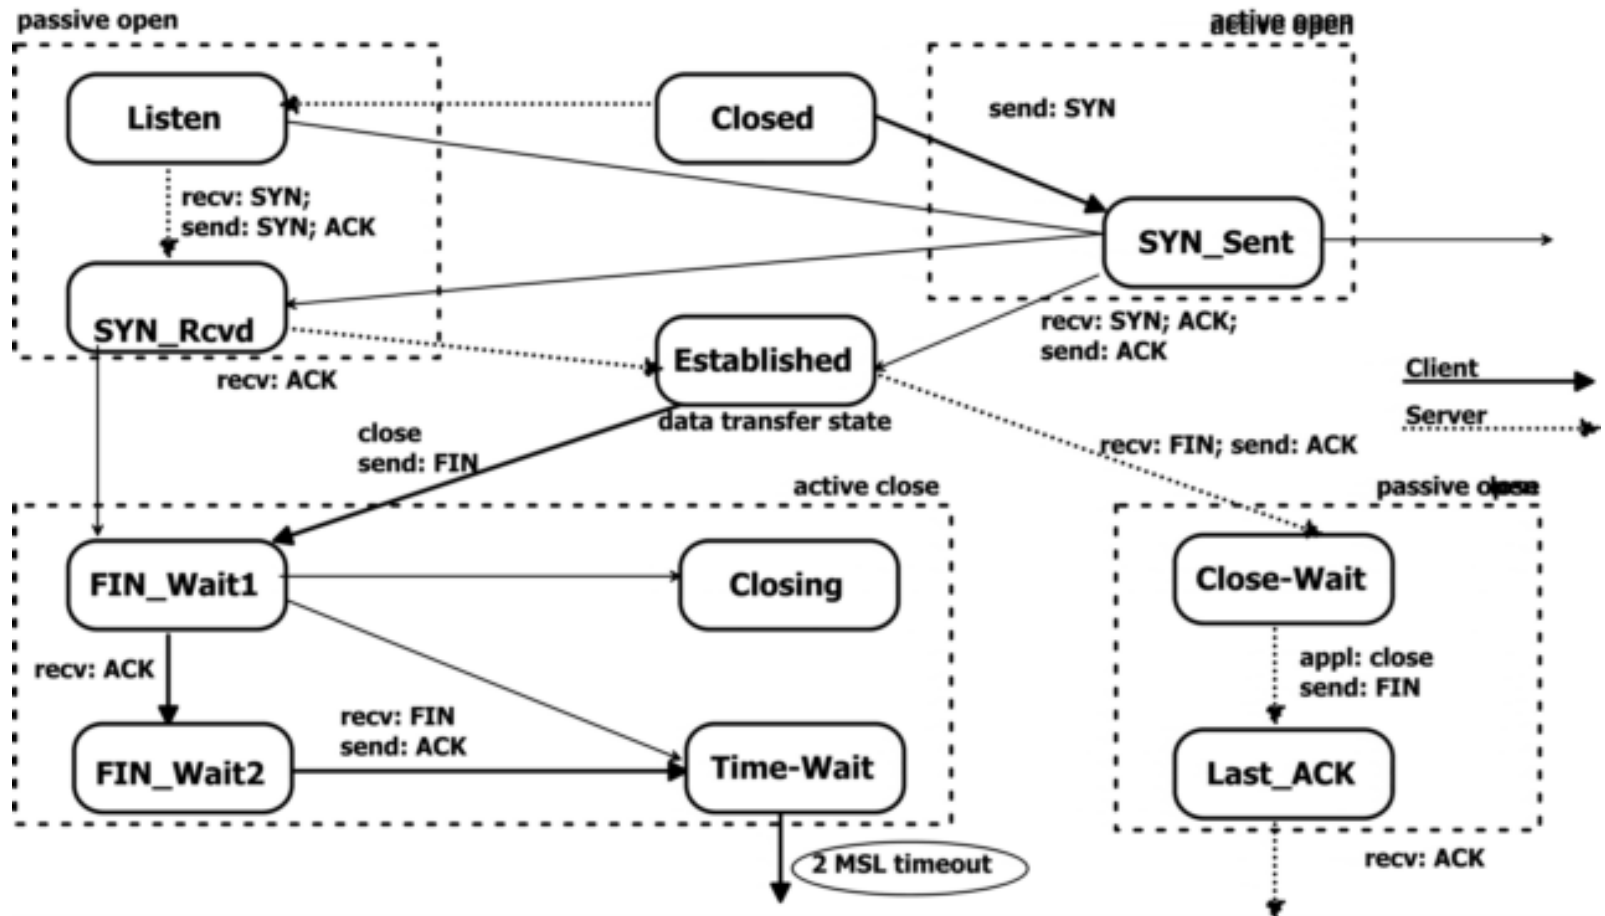 passive open
active open
Listen
Closed
send: SYN
recv: SYN;
send: SYN; ACK
SYN_Sent
SYN_Rcvd
recv: SYN; ACK;
send: ACK
Established
recv: ACK
Client
data transfer state
Server
close
send: FIN
recv: FIN; send: ACK
active close
passive close
FIN_Wait1
Closing
Close-Wait
recv: ACK
appl: close
send: FIN
recv: FIN
send: ACK
FIN_Wait2
Time-Wait
Last_ACK
2 MSL timeout
recv: ACK